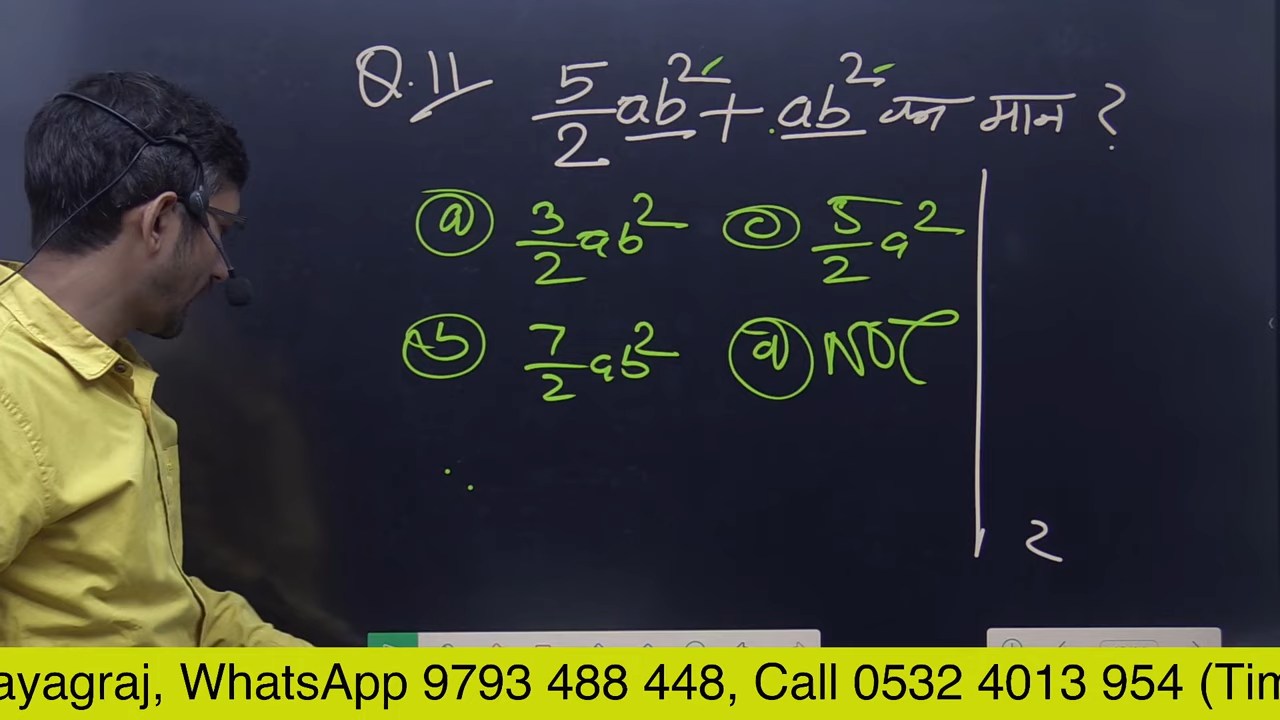 Q.11 5/2 ab² + ab² का मान ?
(a) 3/2 ab² (c) 5/2 a²
(b) 7/2 ab² (d) NOT
2
ayagraj, WhatsApp 9793 488 448, Call 0532 4013 954 (Tim